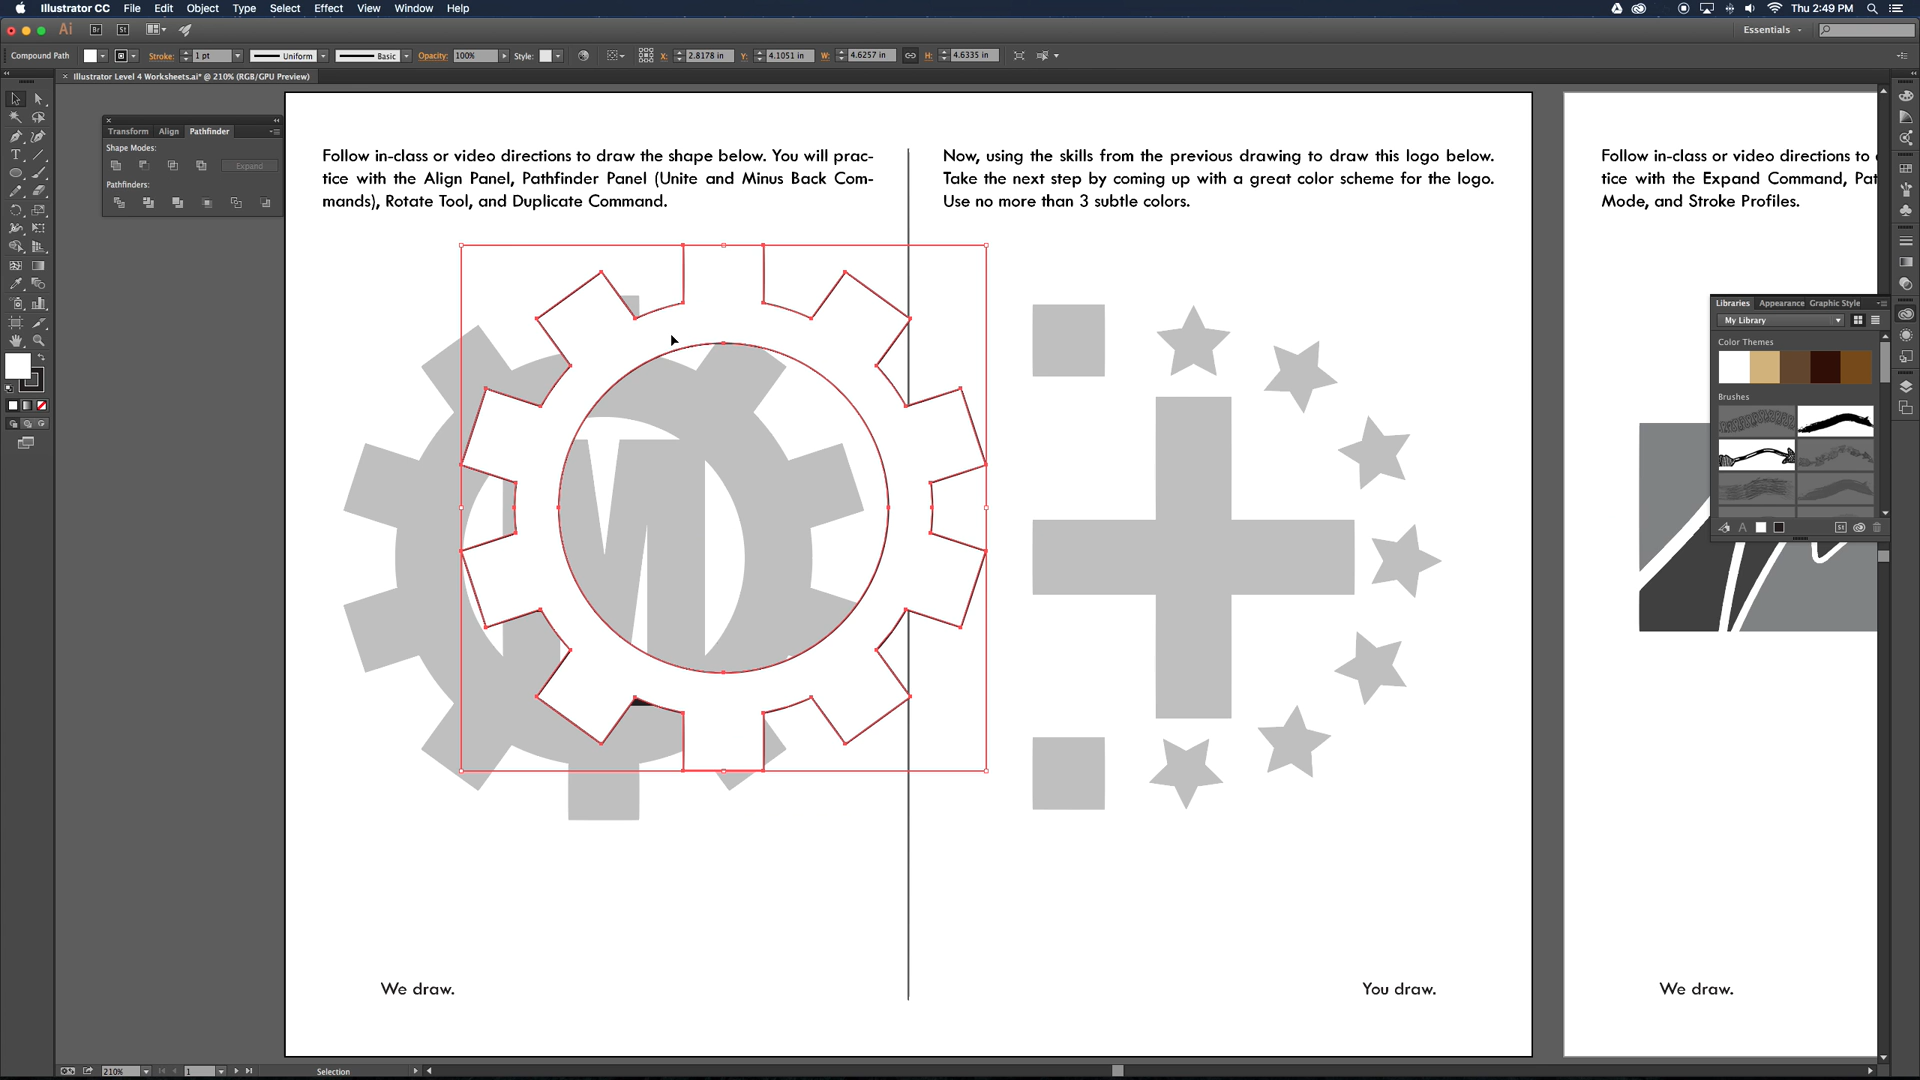 Illustrator CC File Edit Object Type Select Effect View Window Help
Thu 2:49 PM
Ai Br St
Essentials
Compound Path Stroke: 1 pt Uniform Basic Opacity: 100% Style: X: 2.8178 in Y: 4.1051 in W: 4.6257 in H: 4.6335 in
Illustrator Level 4 Worksheets.ai* @ 210% (RGB/GPU Preview)
Transform Align Pathfinder
Shape Modes:
Expand
Pathfinders:
Follow in-class or video directions to draw the shape below. You will prac-
tice with the Align Panel, Pathfinder Panel (Unite and Minus Back Com-
mands), Rotate Tool, and Duplicate Command.
Now, using the skills from the previous drawing to draw this logo below.
Take the next step by coming up with a great color scheme for the logo.
Use no more than 3 subtle colors.
Follow in-class or video directions to
tice with the Expand Command, Pat
Mode, and Stroke Profiles.
Libraries Appearance Graphic Style
My Library
Color Themes
Brushes
St
We draw.
You draw.
We draw.
210% 1 Selection